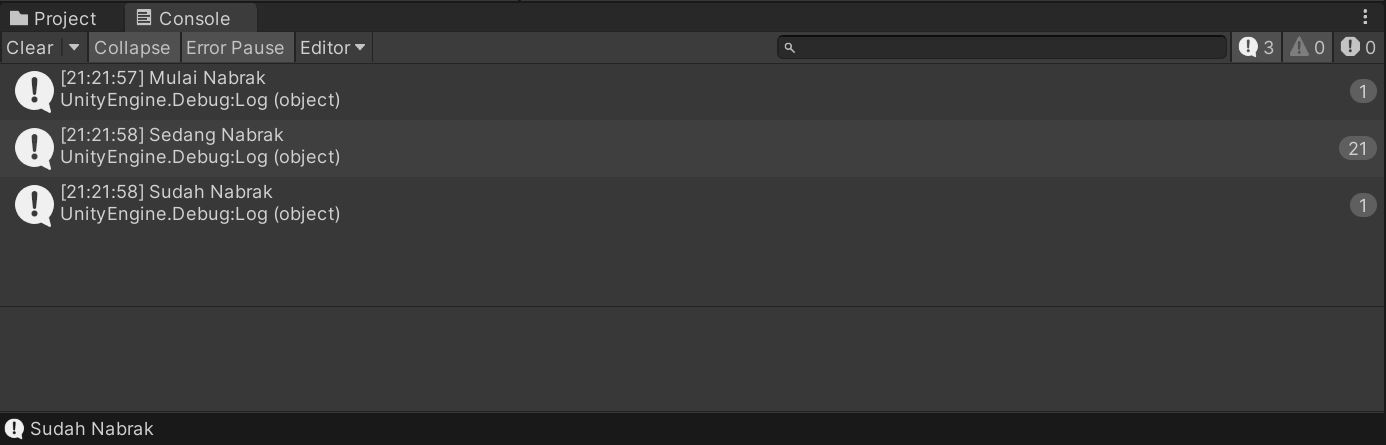 Project Console
Clear Collapse Error Pause Editor 3 0 0
[21:21:57] Mulai Nabrak
UnityEngine.Debug:Log (object)
1
[21:21:58] Sedang Nabrak
UnityEngine.Debug:Log (object)
21
[21:21:58] Sudah Nabrak
UnityEngine.Debug:Log (object)
1
Sudah Nabrak